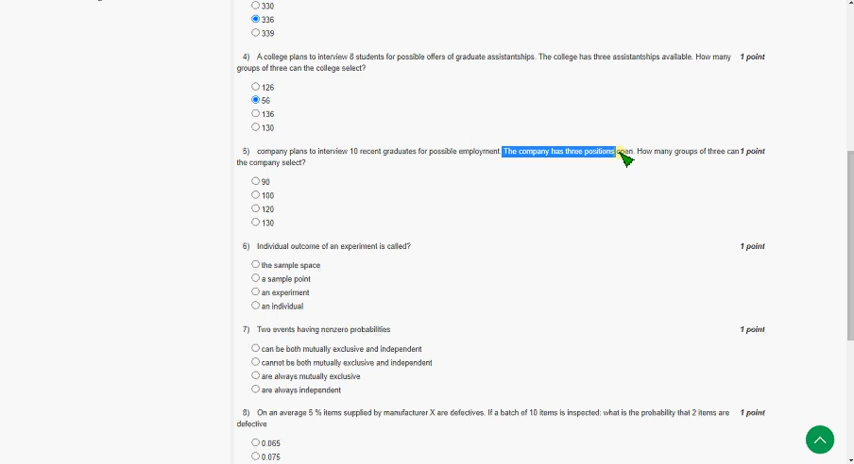 330
336
339
4) A college plans to interview 8 students for possible offers of graduate assistantships. The college has three assistantships available. How many 1 point
groups of three can the college select?
126
56
136
130
5) company plans to interview 10 recent graduates for possible employment. The company has three positions open. How many groups of three can 1 point
the company select?
90
100
120
130
6) Individual outcome of an experiment is called? 1 point
the sample space
a sample point
an experiment
an individual
7) Two events having nonzero probabilities 1 point
can be both mutually exclusive and independent
cannot be both mutually exclusive and independent
are always mutually exclusive
are always independent
8) On an average 5 % items supplied by manufacturer X are defectives. If a batch of 10 items is inspected: what is the probability that 2 items are 1 point
defective
0.065
0.075